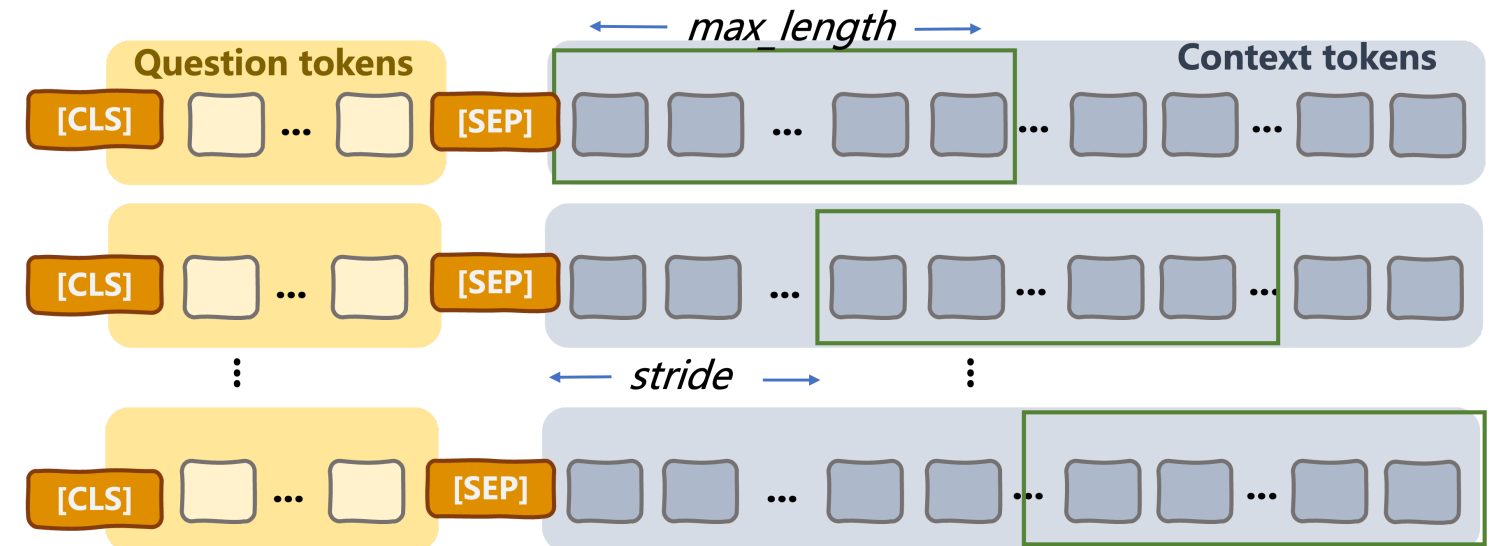 max_length
Question tokens
Context tokens
[CLS] ... [SEP] ... ... ...
[CLS] ... [SEP] ... ... ...
stride
[CLS] ... [SEP] ... ... ...